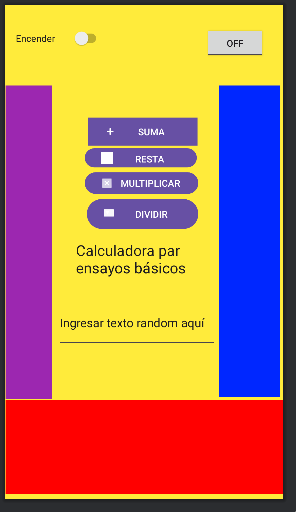 Encender
OFF
+ SUMA
RESTA
MULTIPLICAR
DIVIDIR
Calculadora par
ensayos básicos
Ingresar texto random aquí